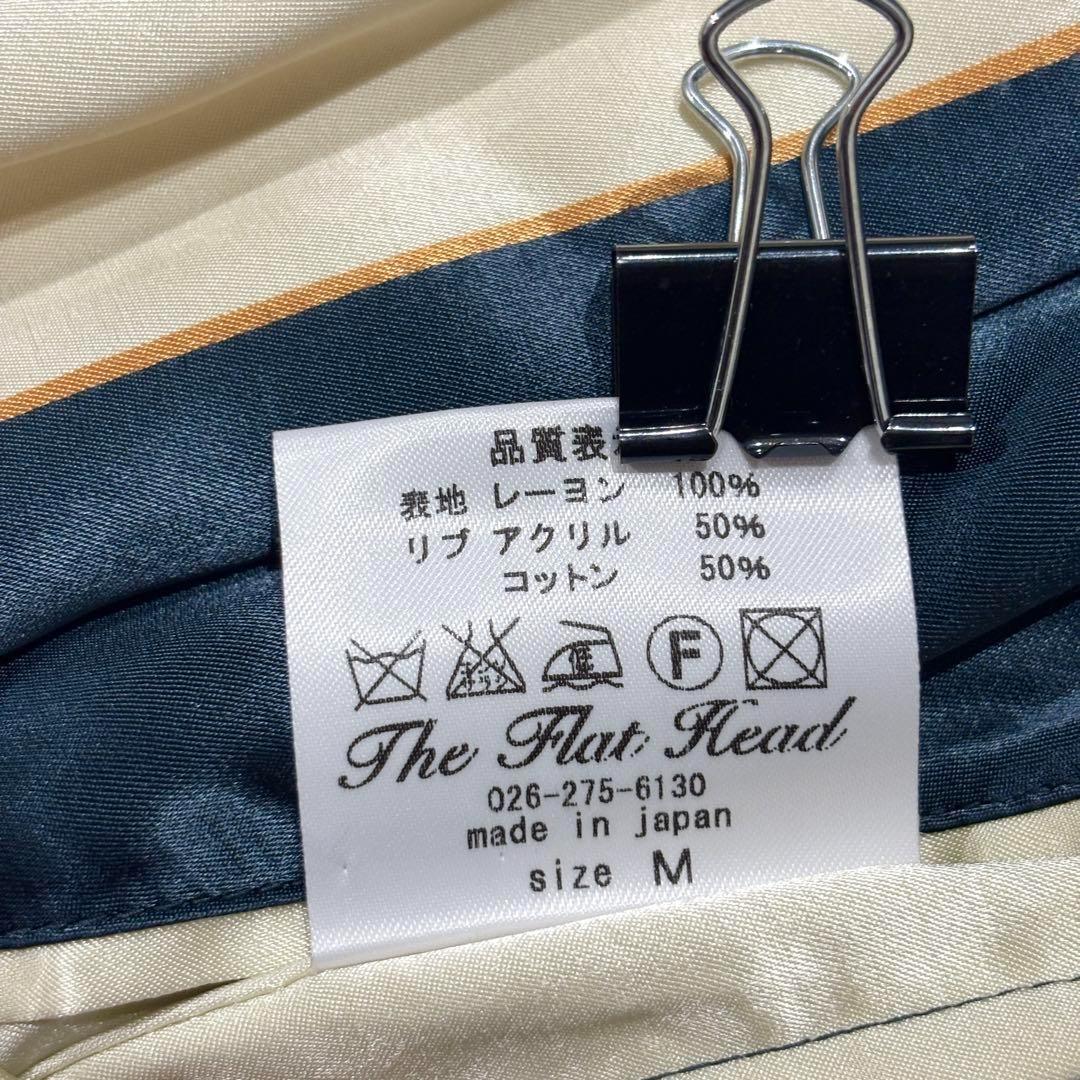 品質表
表地 レーヨン 100%
リブ アクリル 50%
コットン 50%
低 F
The Flat Head
026-275-6130
made in japan
size M